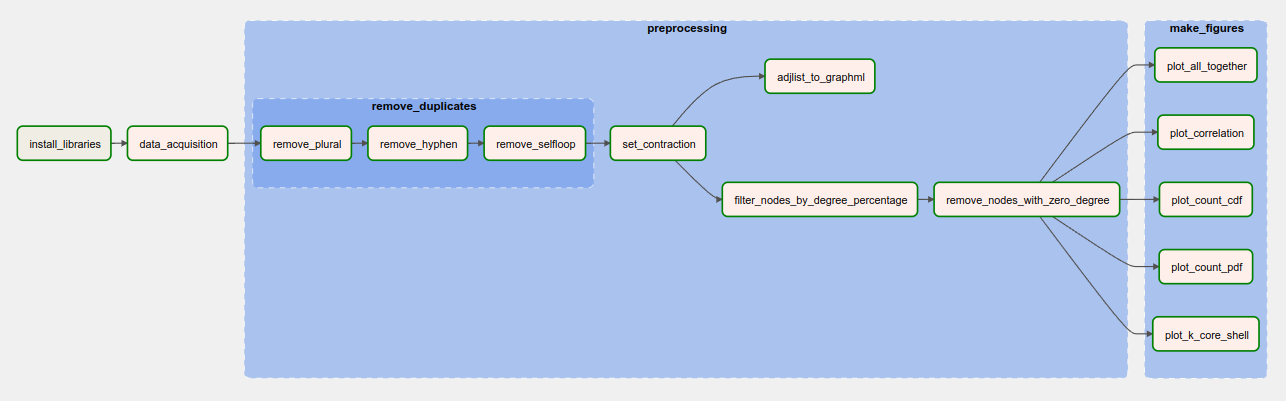 preprocessing
make_figures
plot_all_together
adjlist_to_graphml
remove_duplicates
install_libraries
data_acquisition
remove_plural
remove_hyphen
remove_selfloop
set_contraction
plot_correlation
filter_nodes_by_degree_percentage
remove_nodes_with_zero_degree
plot_count_cdf
plot_count_pdf
plot_k_core_shell